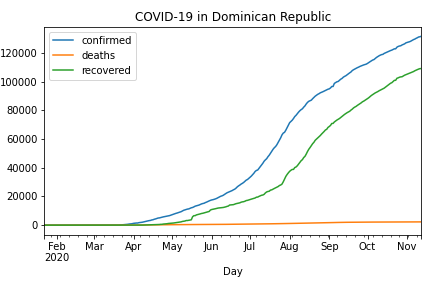 COVID-19 in Dominican Republic
confirmed
deaths
recovered
120000
100000
80000
60000
40000
20000
0
Feb Mar Apr May Jun Jul Aug Sep Oct Nov
2020
Day